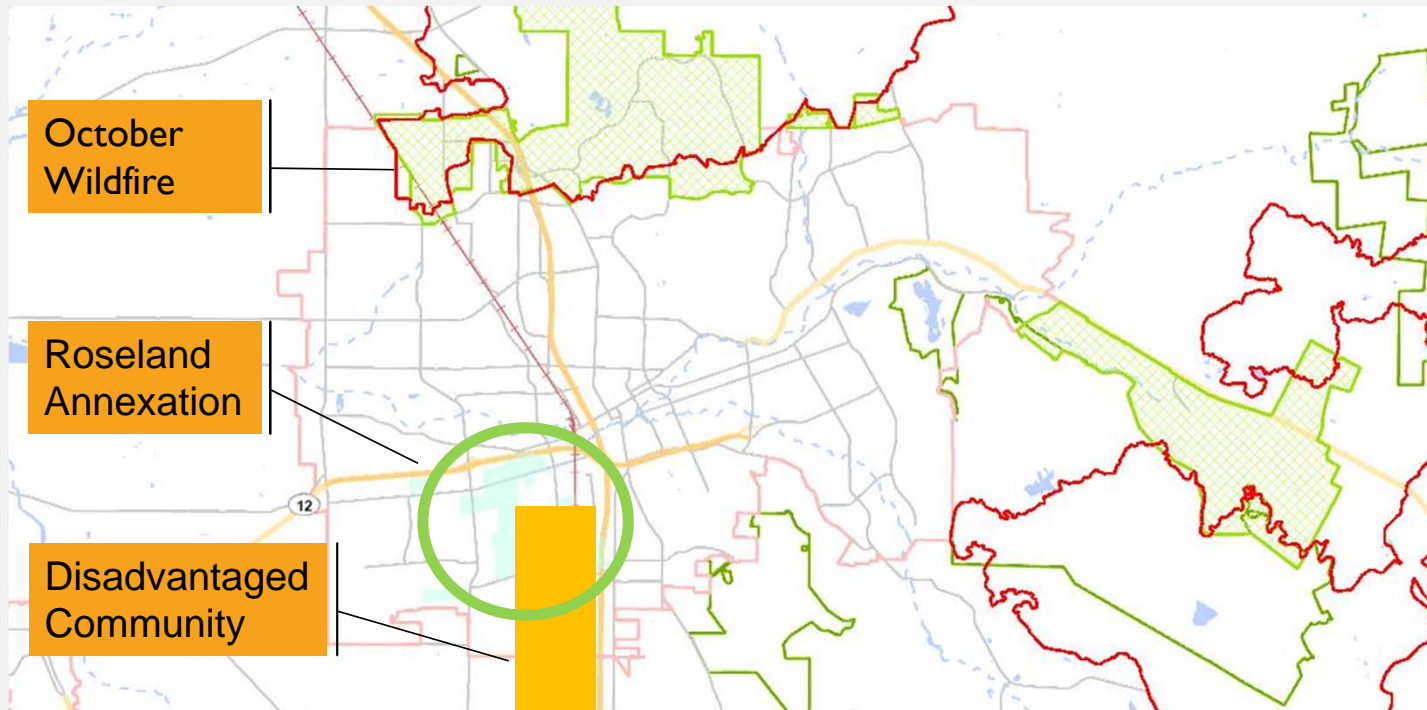 October
Wildfire
Roseland
Annexation
12
Disadvantaged
Community